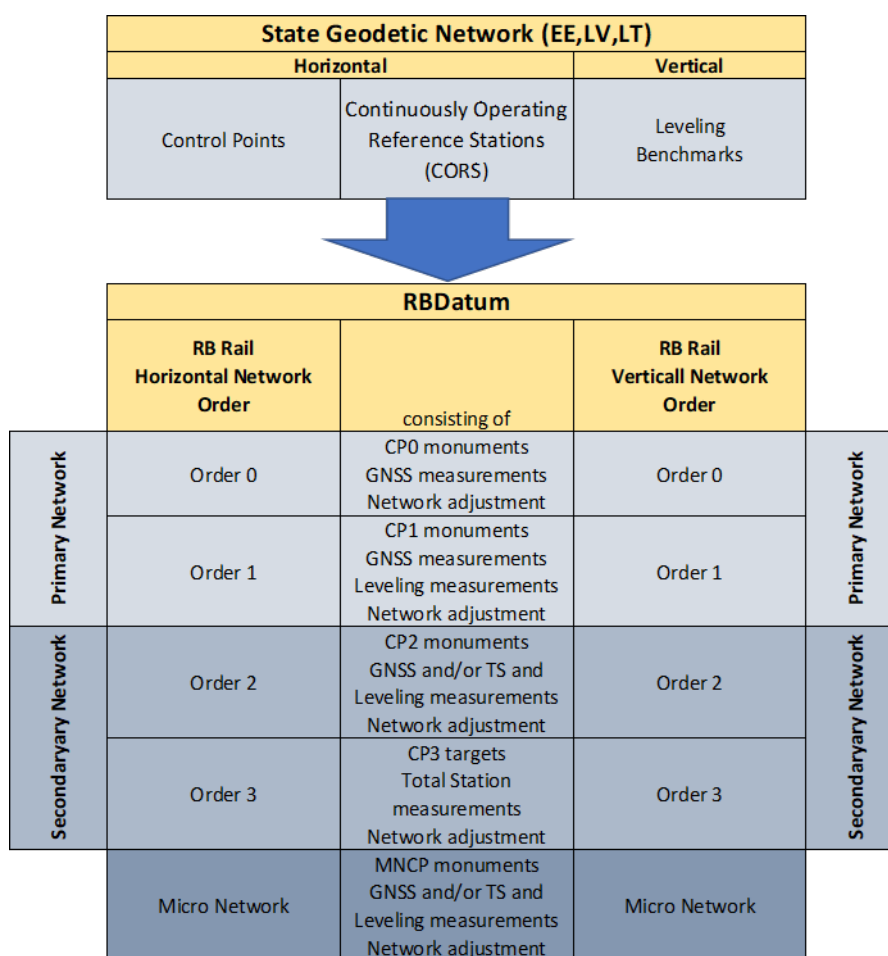 State Geodetic Network (EE,LV,LT)
Horizontal
Vertical
Control Points
Continuously Operating
Reference Stations
(CORS)
Leveling
Benchmarks
RBDatum
RB Rail
Horizontal Network
Order
consisting of
RB Rail
Verticall Network
Order
Primary Network
Order 0
CP0 monuments
GNSS measurements
Network adjustment
Order 0
Primary Network
Order 1
CP1 monuments
GNSS measurements
Leveling measurements
Network adjustment
Order 1
Secondaryary Network
Order 2
CP2 monuments
GNSS and/or TS and
Leveling measurements
Network adjustment
Order 2
Secondaryary Network
Order 3
CP3 targets
Total Station
measurements
Network adjustment
Order 3
Micro Network
MNCP monuments
GNSS and/or TS and
Leveling measurements
Network adjustment
Micro Network